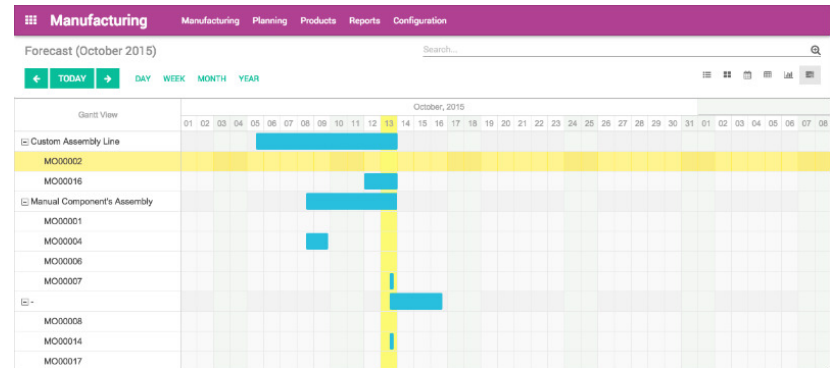 Manufacturing Manufacturing Planning Products Reports Configuration
Forecast (October 2015) Search...
TODAY DAY WEEK MONTH YEAR
Gantt View October, 2015
01 02 03 04 05 06 07 08 09 10 11 12 13 14 15 16 17 18 19 20 21 22 23 24 25 26 27 28 29 30 31 01 02 03 04 05 06 07 08
Custom Assembly Line
MO00002
MO00016
Manual Component's Assembly
MO00001
MO00004
MO00006
MO00007
-
MO00008
MO00014
MO00017